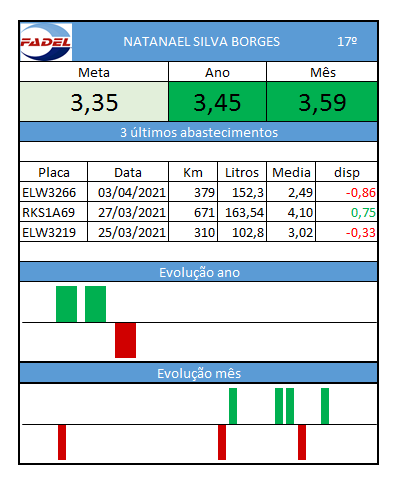 FADEL NATANAEL SILVA BORGES 17º
Meta Ano Mês
3,35 3,45 3,59
3 últimos abastecimentos
Placa Data Km Litros Media disp
ELW3266 03/04/2021 379 152,3 2,49 -0,86
RKS1A69 27/03/2021 671 163,54 4,10 0,75
ELW3219 25/03/2021 310 102,8 3,02 -0,33
Evolução ano
Evolução mês